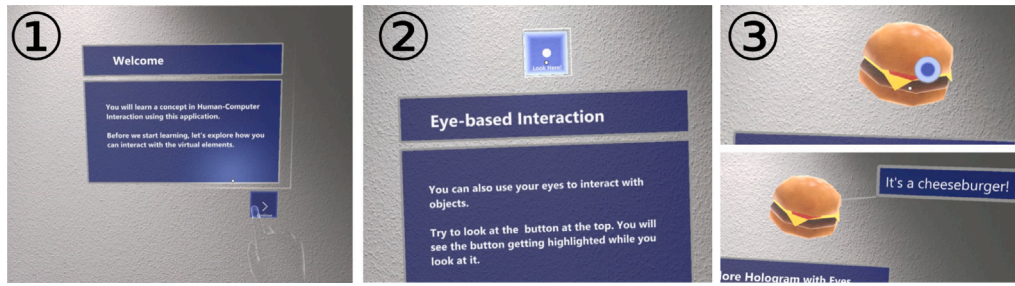 ①
Welcome
You will learn a concept in Human-Computer
Interaction using this application.
Before we start learning, let's explore how you
can interact with the virtual elements.
②
Look Here!
Eye-based Interaction
You can also use your eyes to interact with
objects.
Try to look at the button at the top. You will
see the button getting highlighted while you
look at it.
③
It's a cheeseburger!
lore Hologram with Eyes